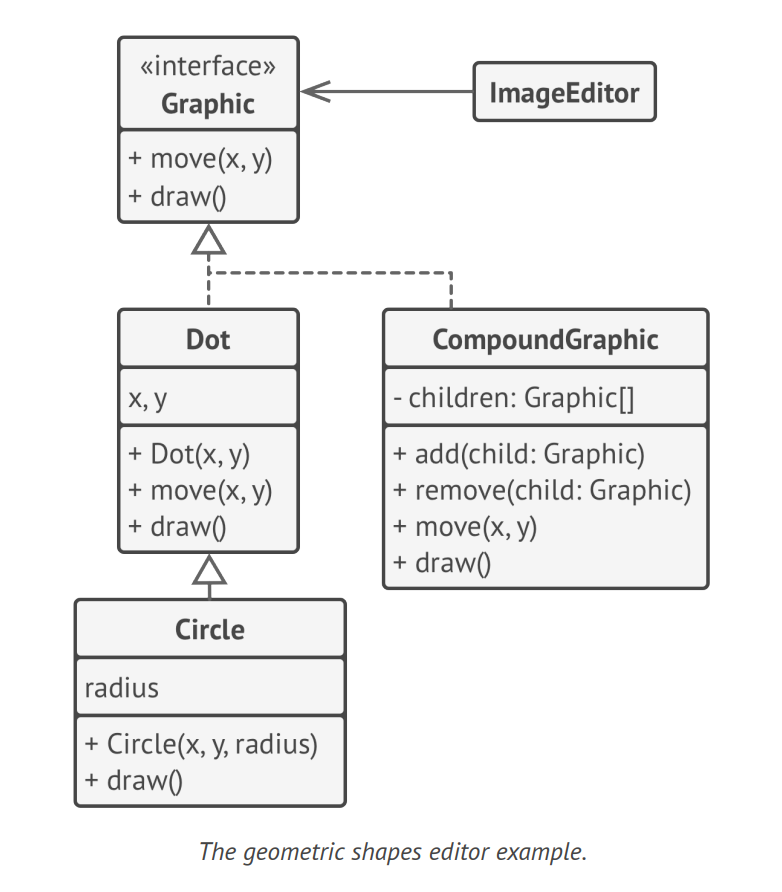 «interface»
Graphic
+ move(x, y)
+ draw()
ImageEditor
Dot
x, y
+ Dot(x, y)
+ move(x, y)
+ draw()
CompoundGraphic
- children: Graphic[]
+ add(child: Graphic)
+ remove(child: Graphic)
+ move(x, y)
+ draw()
Circle
radius
+ Circle(x, y, radius)
+ draw()
The geometric shapes editor example.